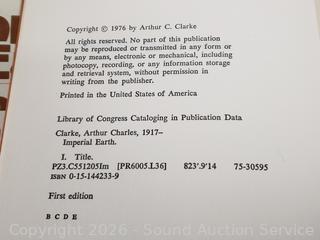 Copyright © 1976 by Arthur C. Clarke
All rights reserved. No part of this publication
may be reproduced or transmitted in any form or
by any means, electronic or mechanical, including
photocopy, recording, or any information storage
and retrieval system, without permission in
writing from the publisher.
Printed in the United States of America
Library of Congress Cataloging in Publication Data
Clarke, Arthur Charles, 1917–
Imperial Earth.
I. Title.
PZ3.C551205Im [PR6005.L36] 823'.9'14 75-30595
ISBN 0-15-144233-9
First edition
B C D E
Copyright 2026 - Sound Auction Service